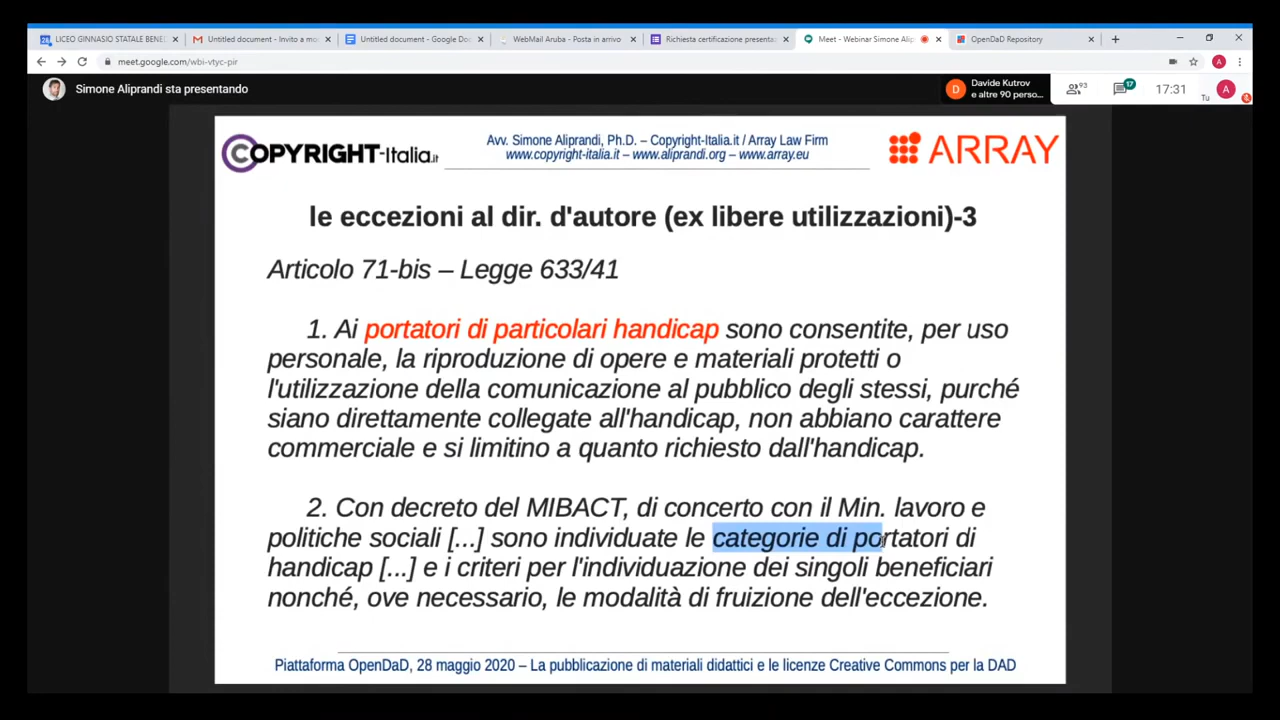 LICEO GINNASIO STATALE BENE
Untitled document - Invito a mo
Untitled document - Google Doc
WebMail Aruba - Posta in arrivo
Richiesta certificazione presenta
Meet - Webinar Simone Alip
OpenDaD Repository
meet.google.com/wbi-vtyc-pir
A
Simone Aliprandi sta presentando
D
Davide Kutrov
e altre 90 perso...
93
17
17:31
Tu
A
COPYRIGHT-Italia.it
Avv. Simone Aliprandi, Ph.D. – Copyright-Italia.it / Array Law Firm
www.copyright-italia.it – www.aliprandi.org – www.array.eu
ARRAY
le eccezioni al dir. d'autore (ex libere utilizzazioni)-3
Articolo 71-bis – Legge 633/41
1. Ai portatori di particolari handicap sono consentite, per uso
personale, la riproduzione di opere e materiali protetti o
l'utilizzazione della comunicazione al pubblico degli stessi, purché
siano direttamente collegate all'handicap, non abbiano carattere
commerciale e si limitino a quanto richiesto dall'handicap.
2. Con decreto del MIBACT, di concerto con il Min. lavoro e
politiche sociali [...] sono individuate le categorie di portatori di
handicap [...] e i criteri per l'individuazione dei singoli beneficiari
nonché, ove necessario, le modalità di fruizione dell'eccezione.
Piattaforma OpenDaD, 28 maggio 2020 – La pubblicazione di materiali didattici e le licenze Creative Commons per la DAD